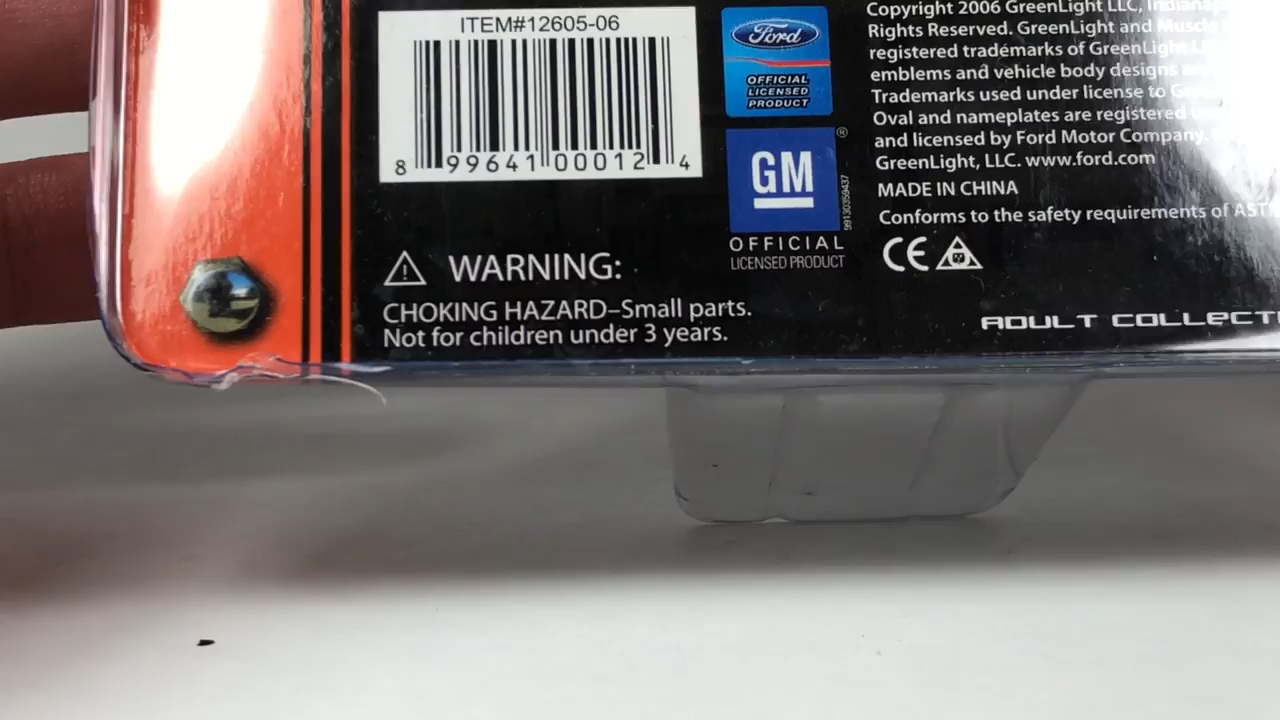 ITEM#12605-06
8 99641 00012 4
Ford
OFFICIAL
LICENSED
PRODUCT
GM
®
99130359437
OFFICIAL
LICENSED PRODUCT
WARNING:
CHOKING HAZARD–Small parts.
Not for children under 3 years.
Copyright 2006 GreenLight LLC,
Rights Reserved. GreenLight and Muscle
registered trademarks of GreenLight
emblems and vehicle body designs
Trademarks used under license to
Oval and nameplates are registered
and licensed by Ford Motor Company.
GreenLight, LLC. www.ford.com
MADE IN CHINA
Conforms to the safety requirements of
CE
ADULT COLLECT